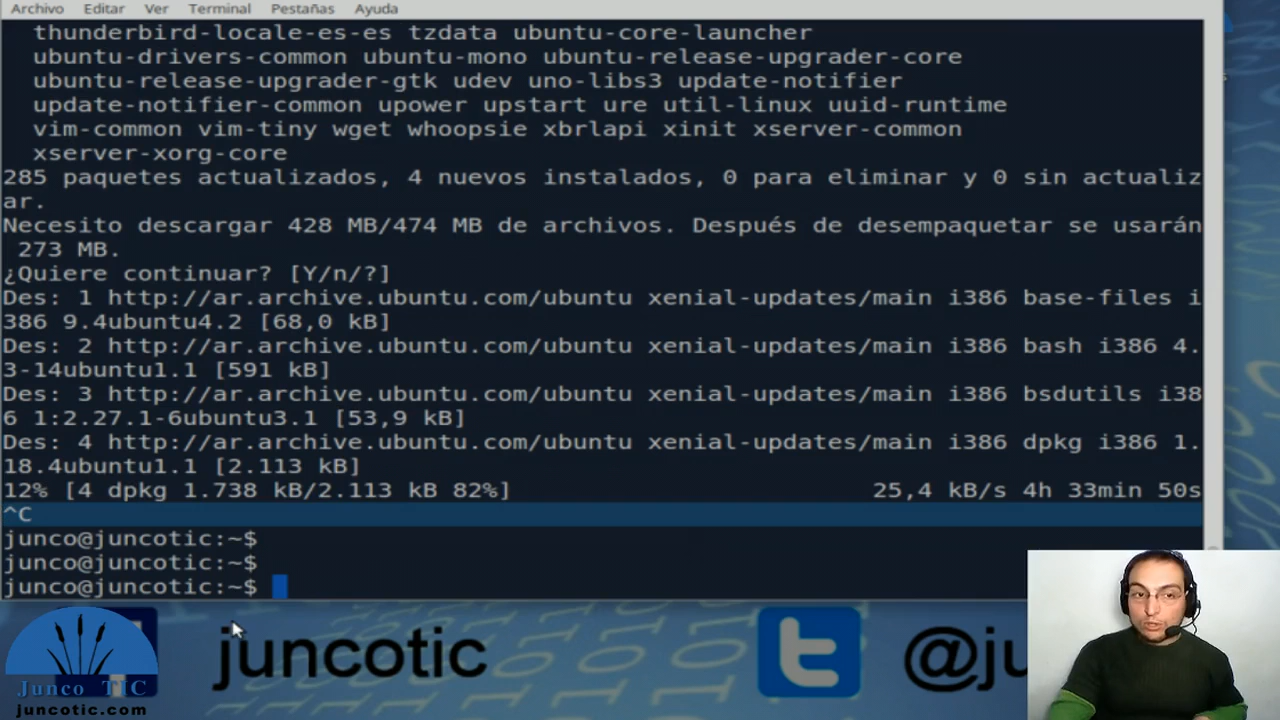 Archivo Editar Ver Terminal Pestañas Ayuda
thunderbird-locale-es-es tzdata ubuntu-core-launcher
ubuntu-drivers-common ubuntu-mono ubuntu-release-upgrader-core
ubuntu-release-upgrader-gtk udev uno-libs3 update-notifier
update-notifier-common upower upstart ure util-linux uuid-runtime
vim-common vim-tiny wget whoopsie xbrlapi xinit xserver-common
xserver-xorg-core
285 paquetes actualizados, 4 nuevos instalados, 0 para eliminar y 0 sin actualiz
ar.
Necesito descargar 428 MB/474 MB de archivos. Después de desempaquetar se usarán
273 MB.
¿Quiere continuar? [Y/n/?]
Des: 1 http://ar.archive.ubuntu.com/ubuntu xenial-updates/main i386 base-files i
386 9.4ubuntu4.2 [68,0 kB]
Des: 2 http://ar.archive.ubuntu.com/ubuntu xenial-updates/main i386 bash i386 4.
3-14ubuntu1.1 [591 kB]
Des: 3 http://ar.archive.ubuntu.com/ubuntu xenial-updates/main i386 bsdutils i38
6 1:2.27.1-6ubuntu3.1 [53,9 kB]
Des: 4 http://ar.archive.ubuntu.com/ubuntu xenial-updates/main i386 dpkg i386 1.
18.4ubuntu1.1 [2.113 kB]
12% [4 dpkg 1.738 kB/2.113 kB 82%] 25,4 kB/s 4h 33min 50s
^C
junco@juncotic:~$
junco@juncotic:~$
junco@juncotic:~$
juncotic
@ju
Junco TIC
juncotic.com